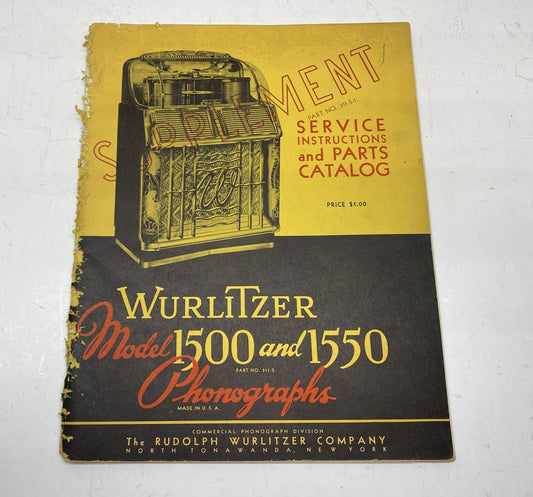 SUPPLEMENT
PART NO. 311-S-1
SERVICE
INSTRUCTIONS
and PARTS
CATALOG
PRICE $1.00
W
WURLITZER
Model 1500 and 1550
PART NO. 311-S
Phonographs
MADE IN U. S. A.
COMMERCIAL PHONOGRAPH DIVISION
The RUDOLPH WURLITZER COMPANY
NORTH TONAWANDA, NEW YORK